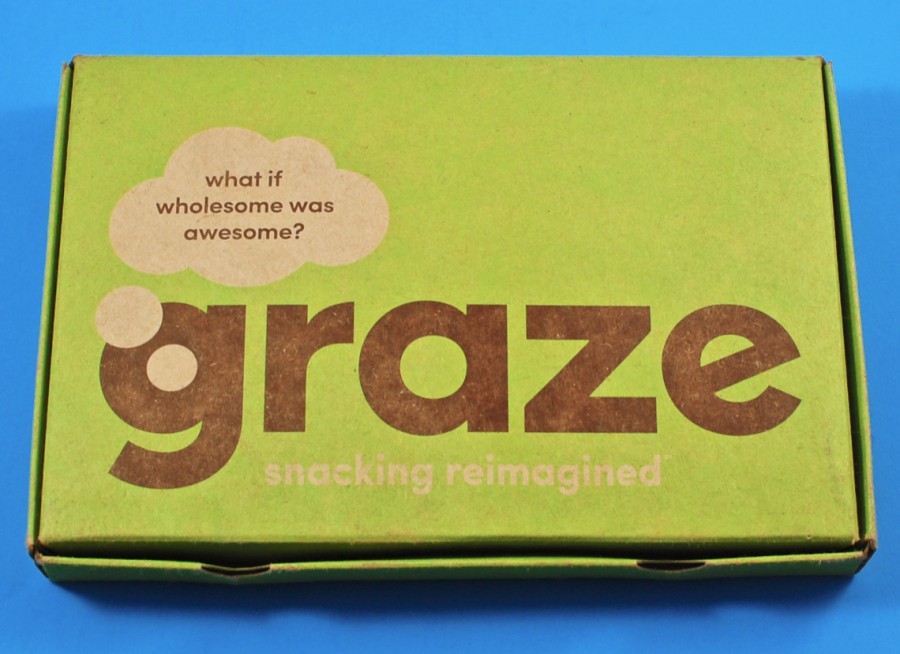 what if
wholesome was
awesome?
graze
snacking reimagined